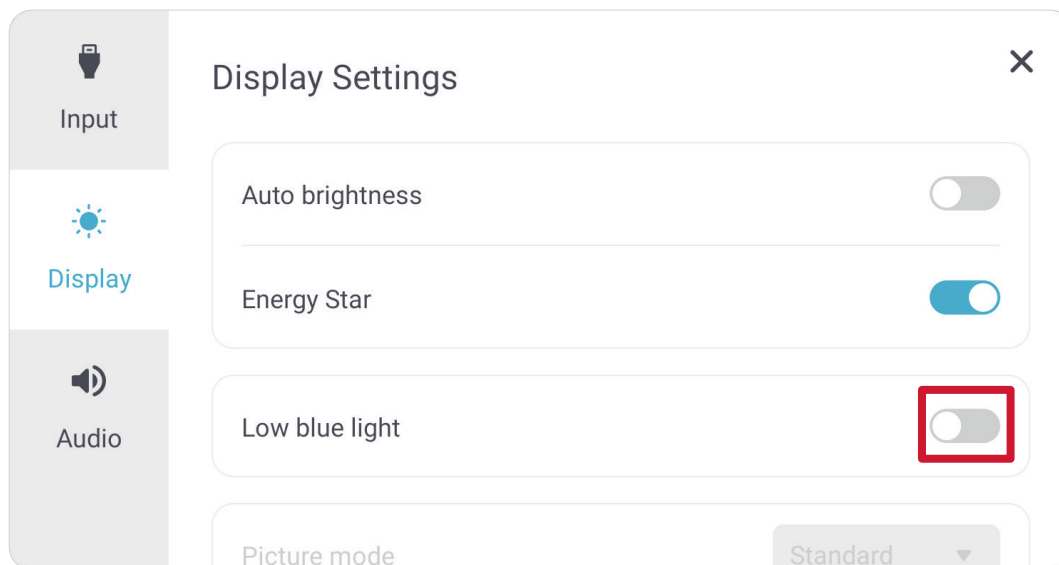 Input
Display
Audio
Display Settings
Auto brightness
Energy Star
Low blue light
Picture mode
Standard